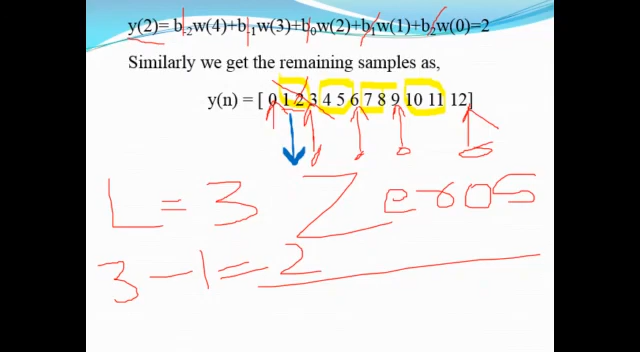 y(2)= b₋₂w(4)+b₋₁w(3)+b₀w(2)+b₁w(1)+b₂w(0)=2
Similarly we get the remaining samples as,
y(n) = [ 0 1 2 3 4 5 6 7 8 9 10 11 12]
L = 3 Zeros
3 - 1 = 2